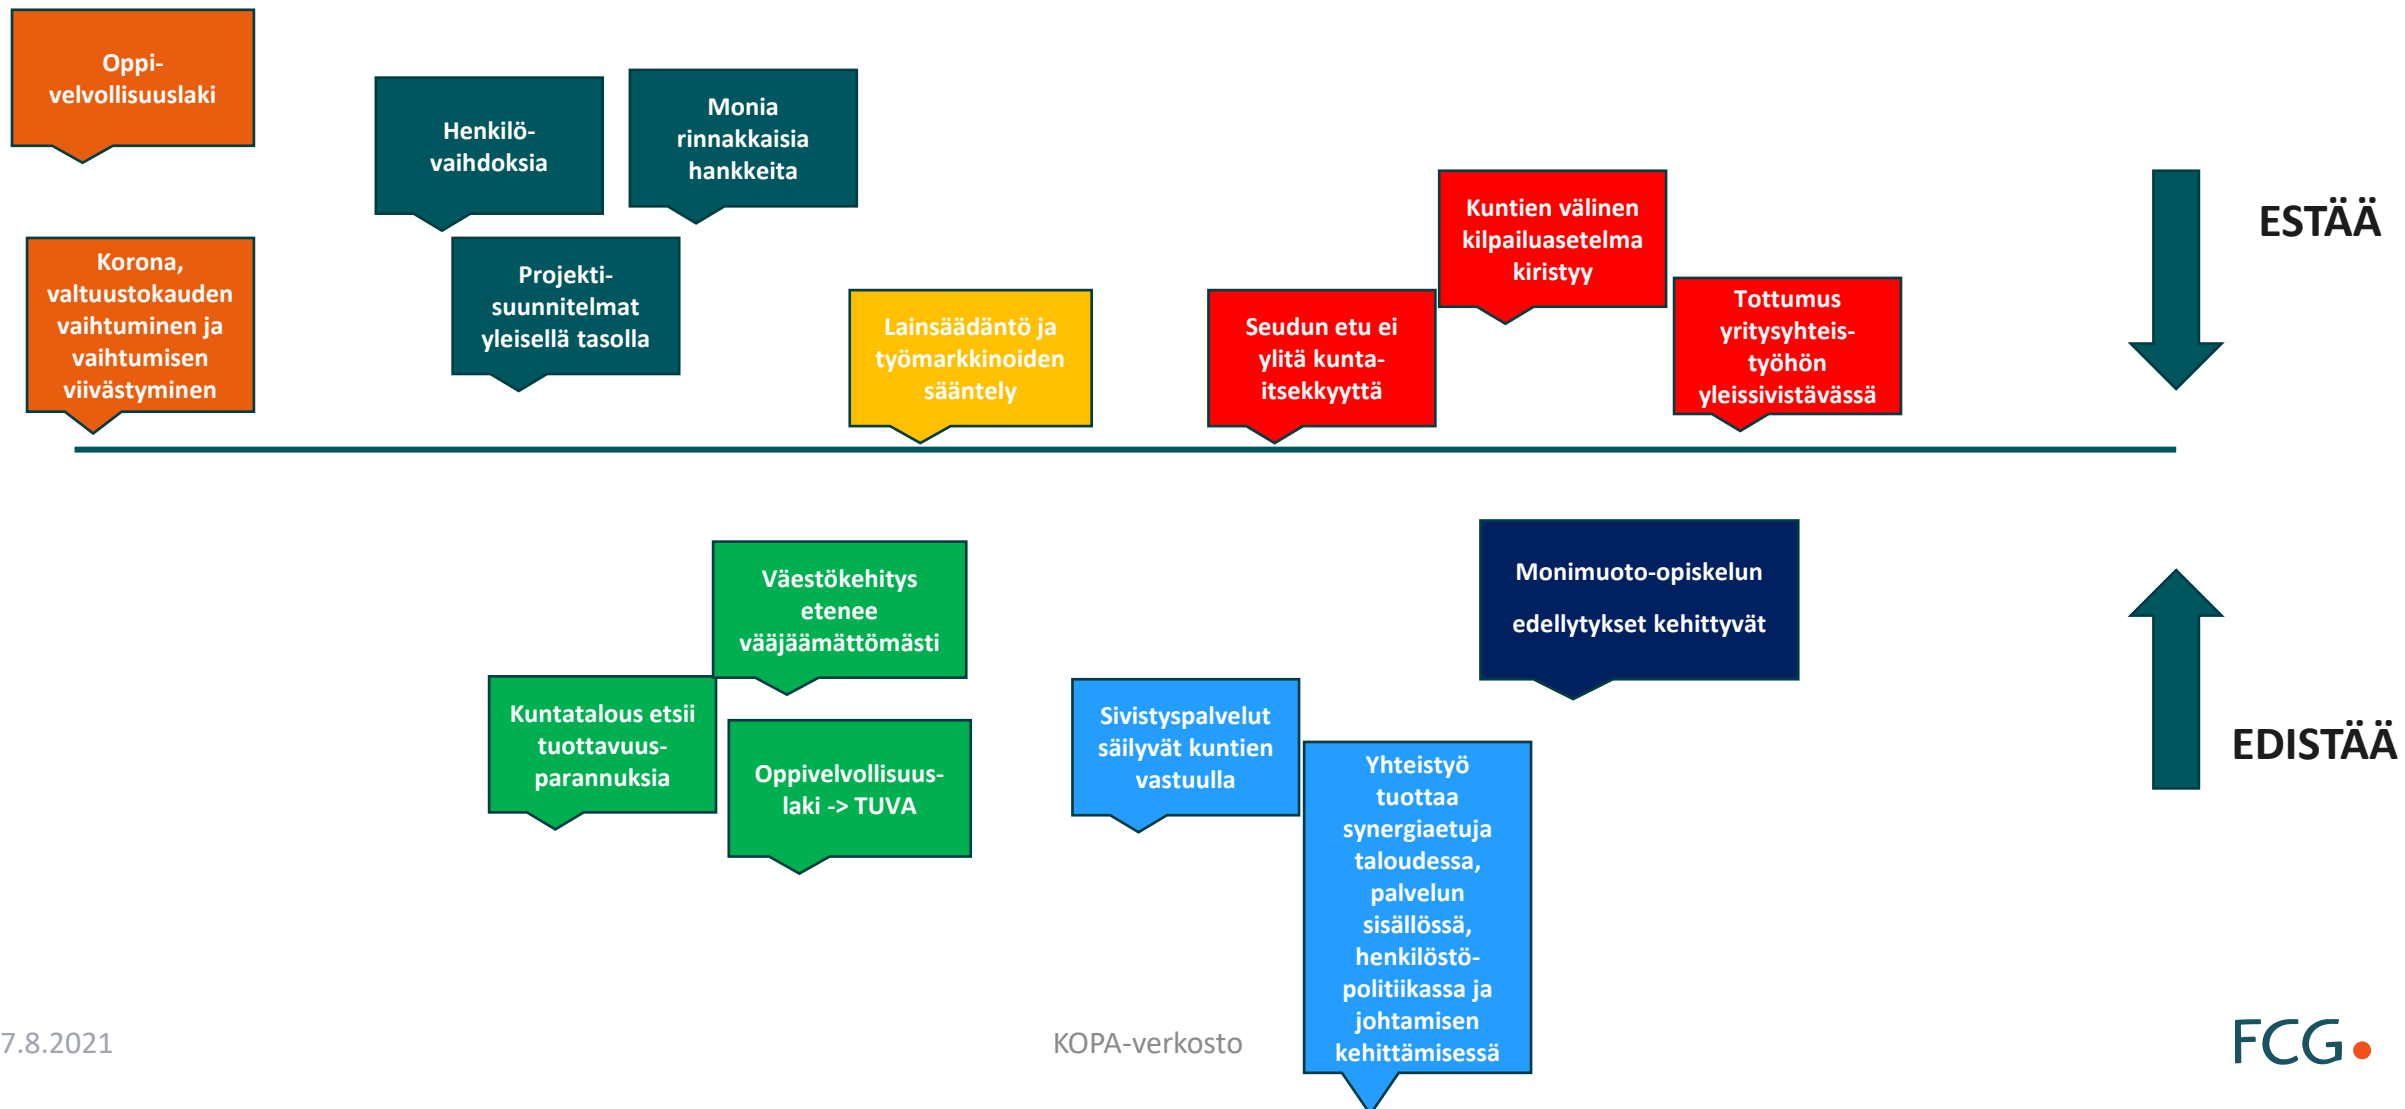 Oppi-
velvollisuuslaki
Henkilö-
vaihdoksia
Monia
rinnakkaisia
hankkeita
Korona,
valtuustokauden
vaihtuminen ja
vaihtumisen
viivästyminen
Projekti-
suunnitelmat
yleisellä tasolla
Lainsäädäntö ja
työmarkkinoiden
sääntely
Seudun etu ei
ylitä kunta-
itsekkyyttä
Kuntien välinen
kilpailuasetelma
kiristyy
Tottumus
yritysyhteis-
työhön
yleissivistävässä
ESTÄÄ
Väestökehitys
etenee
vääjäämättömästi
Kuntatalous etsii
tuottavuus-
parannuksia
Oppivelvollisuus-
laki -> TUVA
Sivistyspalvelut
säilyvät kuntien
vastuulla
Yhteistyö
tuottaa
synergiaetuja
taloudessa,
palvelun
sisällössä,
henkilöstö-
politiikassa ja
johtamisen
kehittämisessä
Monimuoto-opiskelun
edellytykset kehittyvät
EDISTÄÄ
7.8.2021
KOPA-verkosto
FCG